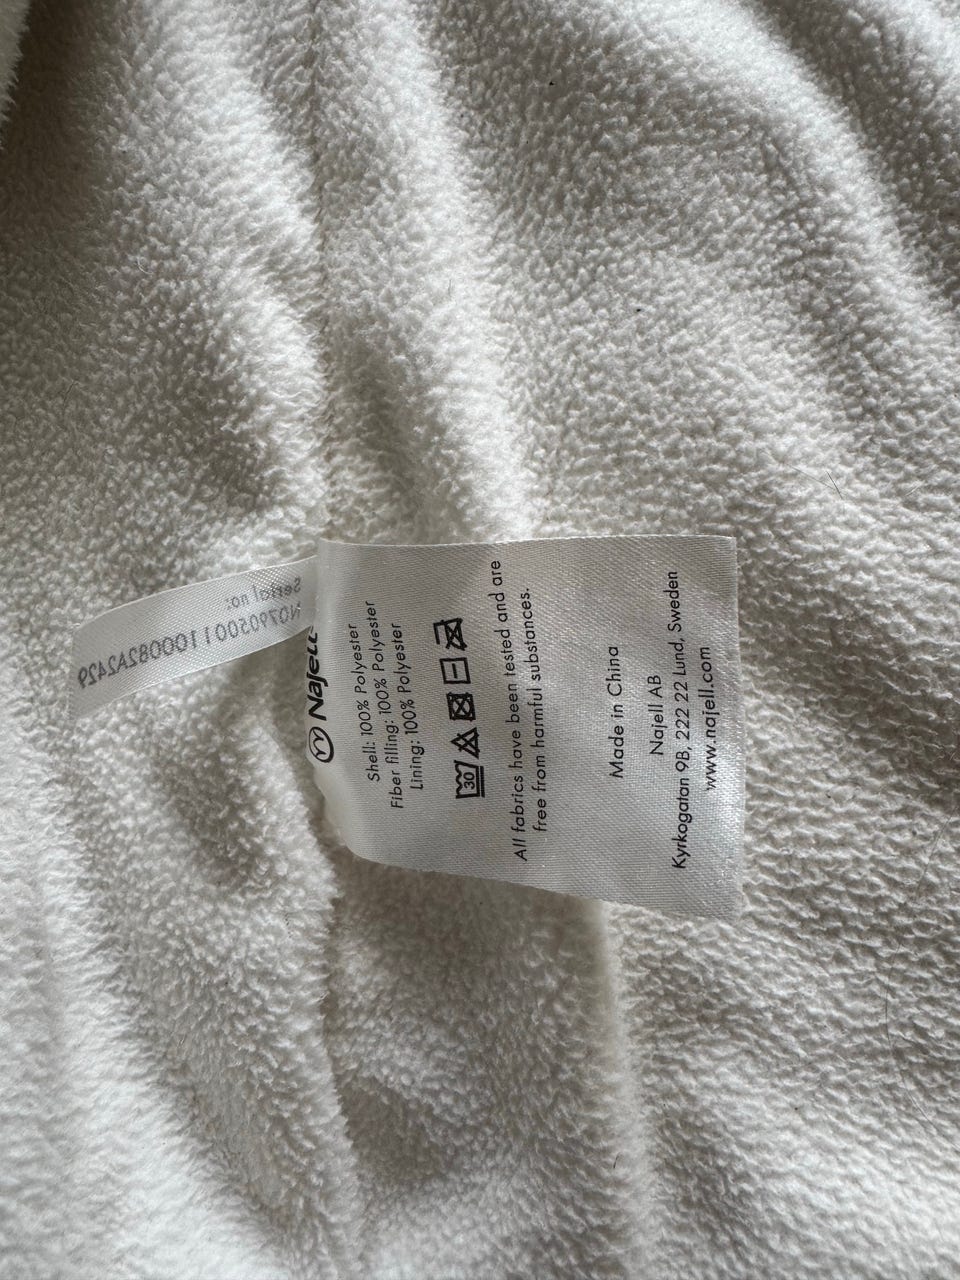 Najell
Shell: 100% Polyester
Fiber filling: 100% Polyester
Lining: 100% Polyester
30
All fabrics have been tested and are
free from harmful substances.
Made in China
Najell AB
Kyrkogatan 9B, 222 22 Lund, Sweden
www.najell.com
Serial no: